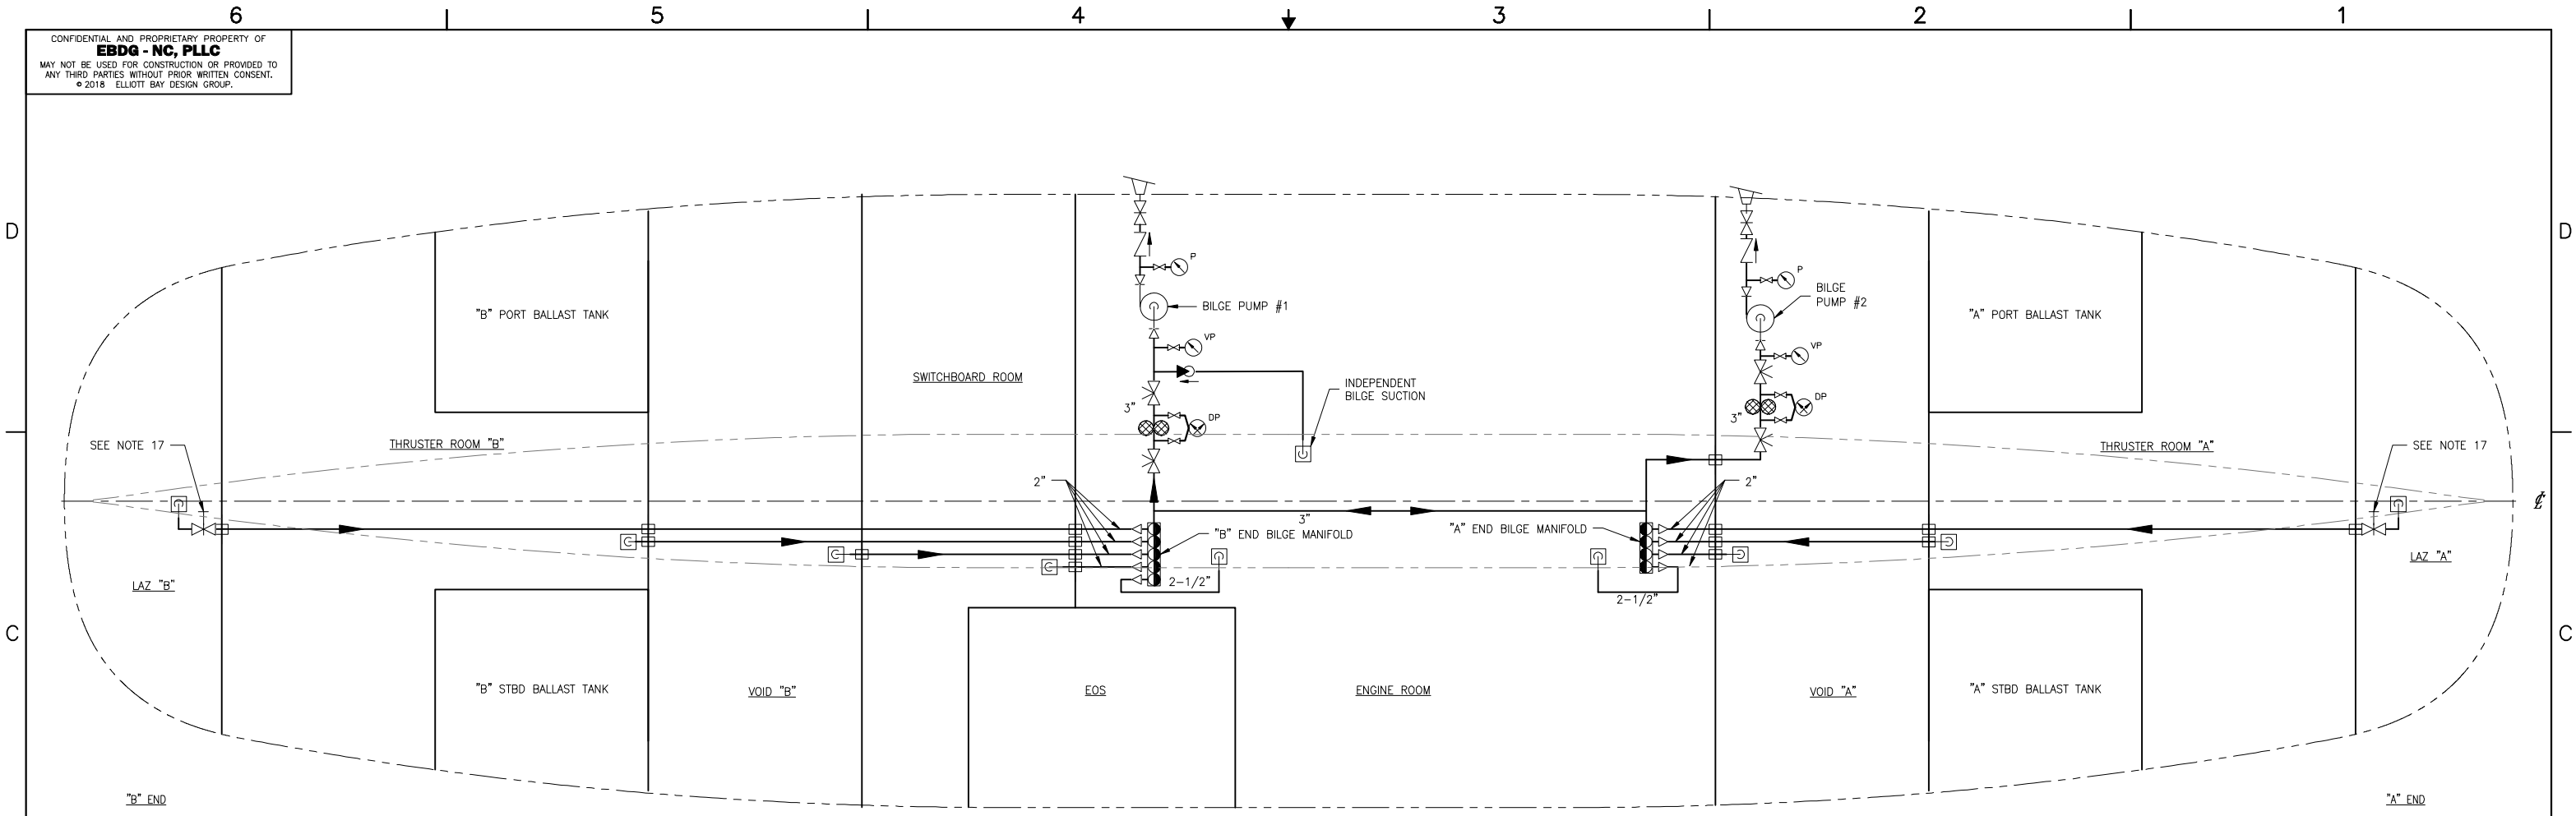 6 5 4 3 2 1
CONFIDENTIAL AND PROPRIETARY PROPERTY OF
EBDG - NC, PLLC
MAY NOT BE USED FOR CONSTRUCTION OR PROVIDED TO
ANY THIRD PARTIES WITHOUT PRIOR WRITTEN CONSENT.
© 2018 ELLIOTT BAY DESIGN GROUP.
D
D
P
P
BILGE PUMP #1
BILGE
PUMP #2
"B" PORT BALLAST TANK
"A" PORT BALLAST TANK
VP
VP
SWITCHBOARD ROOM
INDEPENDENT
BILGE SUCTION
3"
DP
3"
DP
SEE NOTE 17
THRUSTER ROOM "B"
THRUSTER ROOM "A"
SEE NOTE 17
2"
2"
℄
3"
"B" END BILGE MANIFOLD
"A" END BILGE MANIFOLD
LAZ "B"
LAZ "A"
2-1/2"
2-1/2"
C
C
"B" STBD BALLAST TANK
VOID "B"
EOS
ENGINE ROOM
VOID "A"
"A" STBD BALLAST TANK
"B" END
"A" END